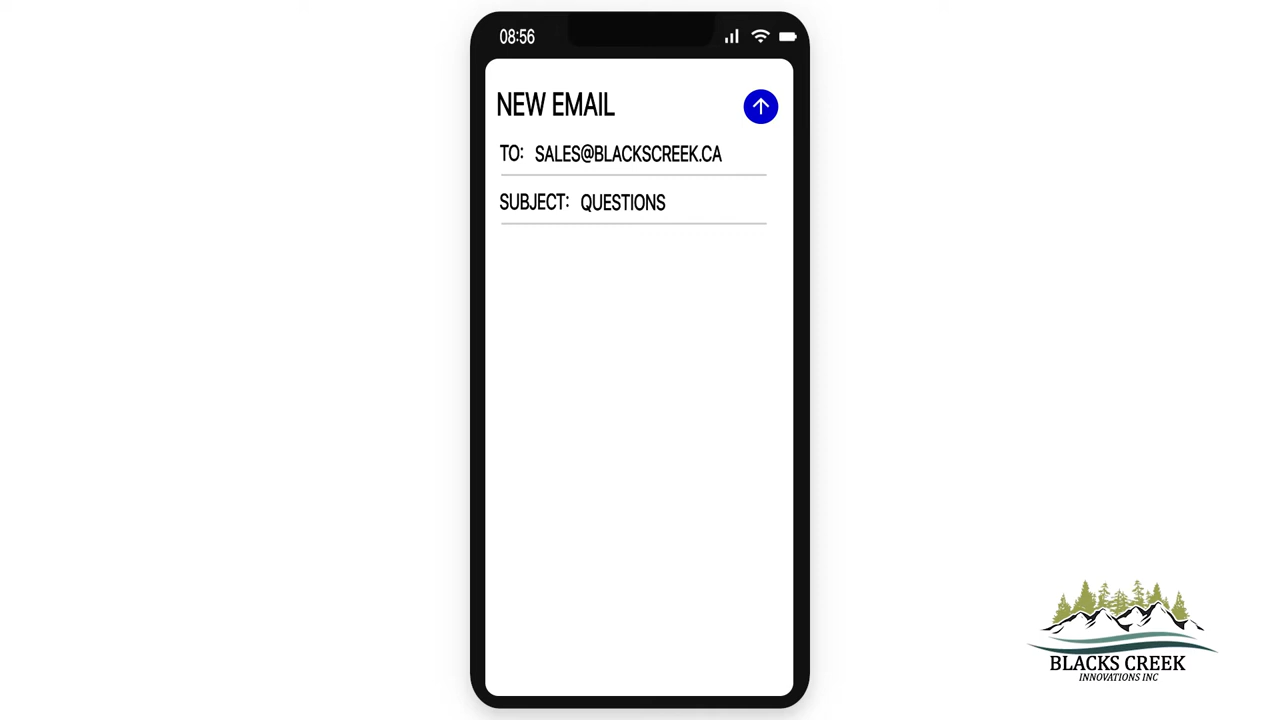 08:56
NEW EMAIL
TO: SALES@BLACKSCREEK.CA
SUBJECT: QUESTIONS
BLACKS CREEK
INNOVATIONS INC